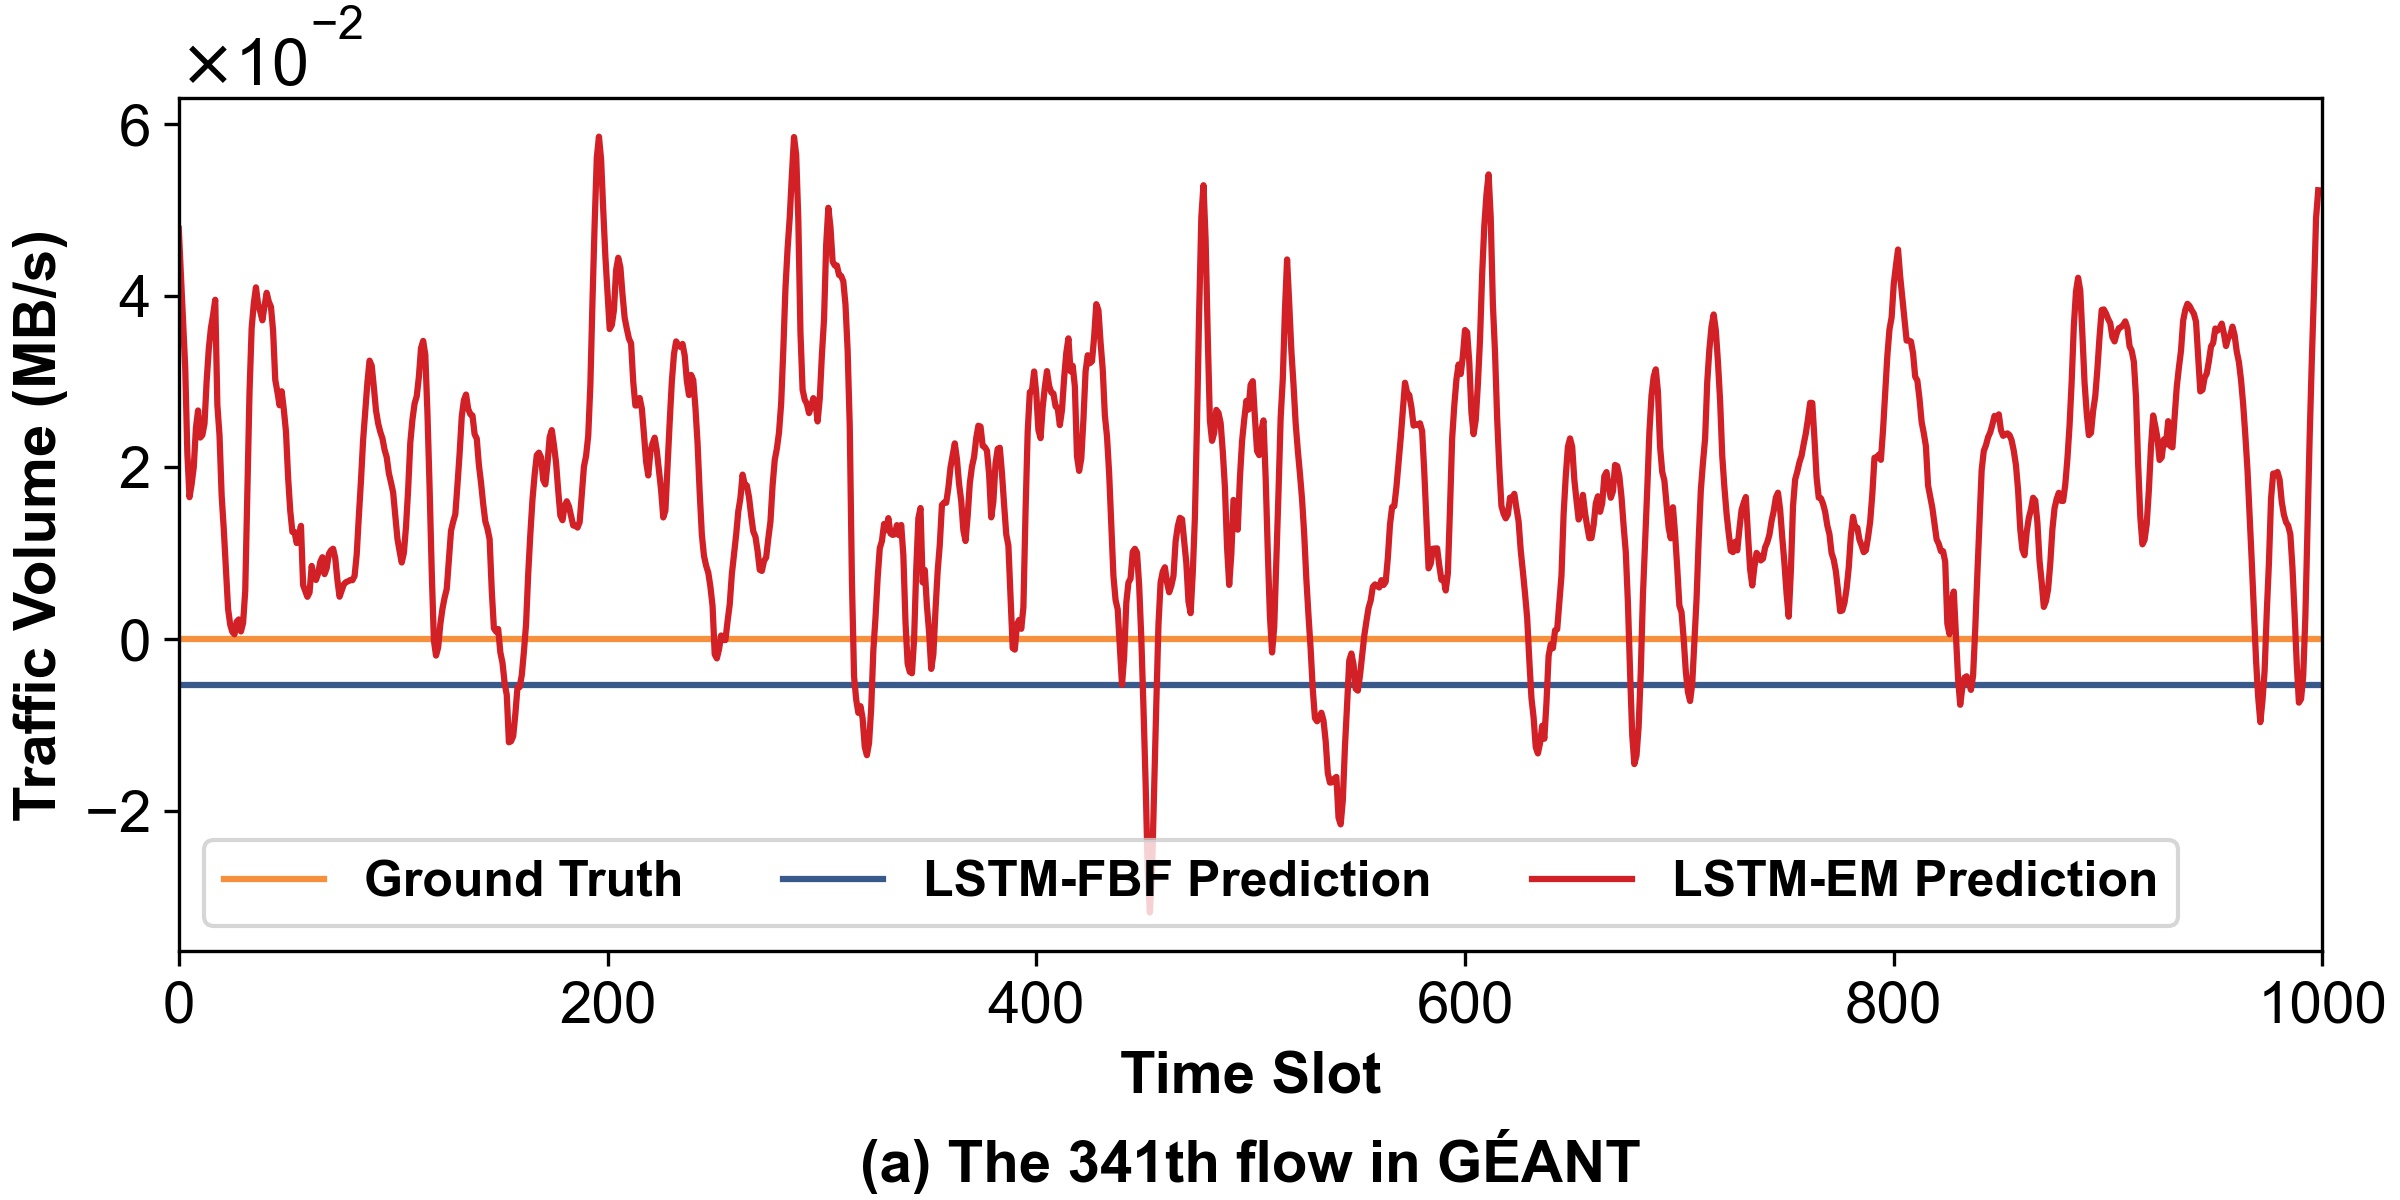 ×10⁻²
6
4
2
0
−2
Traffic Volume (MB/s)
Ground Truth LSTM-FBF Prediction LSTM-EM Prediction
0 200 400 600 800 1000
Time Slot
(a) The 341th flow in GÉANT